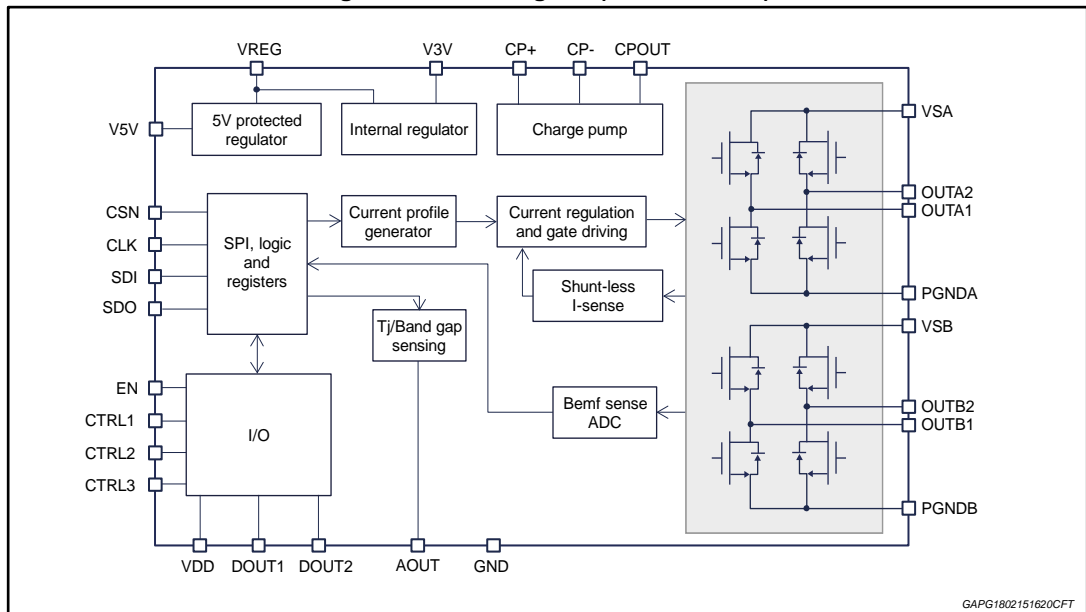 VREG
V3V
CP+
CP-
CPOUT
V5V
5V protected
regulator
Internal regulator
Charge pump
VSA
OUTA2
OUTA1
PGNDA
CSN
CLK
SDI
SDO
SPI, logic
and
registers
Current profile
generator
Current regulation
and gate driving
Shunt-less
I-sense
Tj/Band gap
sensing
VSB
OUTB2
OUTB1
PGNDB
EN
CTRL1
CTRL2
CTRL3
I/O
Bemf sense
ADC
VDD
DOUT1
DOUT2
AOUT
GND
GAPG1802151620CFT